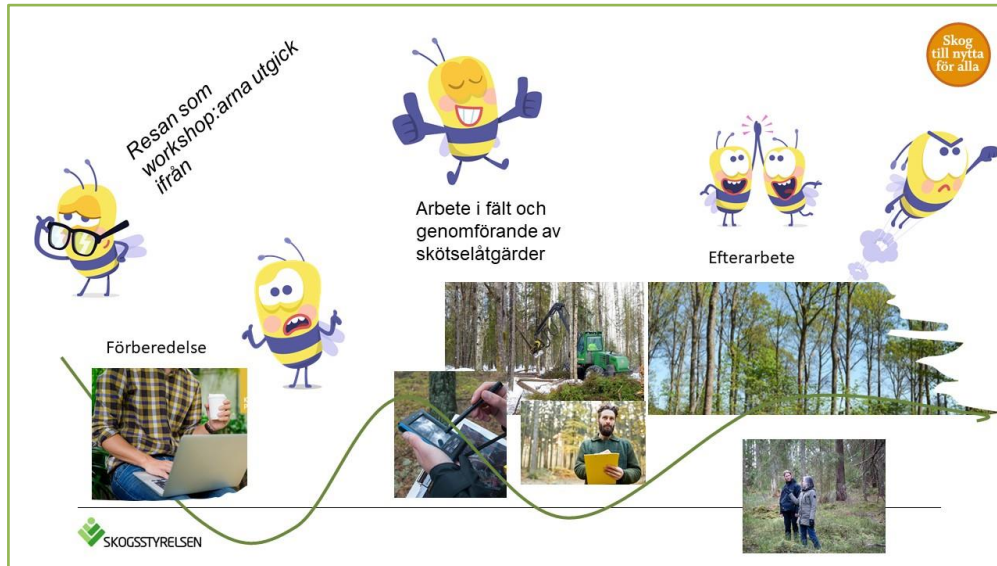 Resan som
workshop:arna utgick
ifrån
Skog
till nytta
för alla
Arbete i fält och
genomförande av
skötselåtgärder
Efterarbete
Förberedelse
SKOGSSTYRELSEN